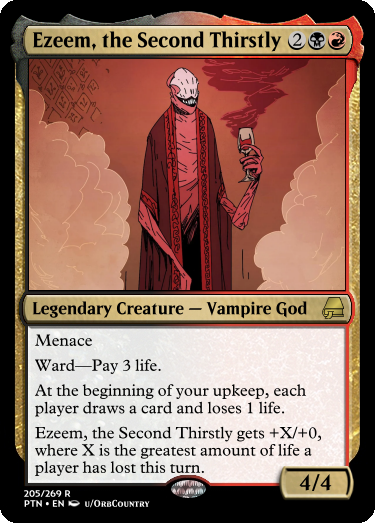 Ezeem, the Second Thirstly 2
Legendary Creature — Vampire God
Menace
Ward—Pay 3 life.
At the beginning of your upkeep, each
player draws a card and loses 1 life.
Ezeem, the Second Thirstly gets +X/+0,
where X is the greatest amount of life a
player has lost this turn.
4/4
205/269 R
PTN • EN u/OrbCountry